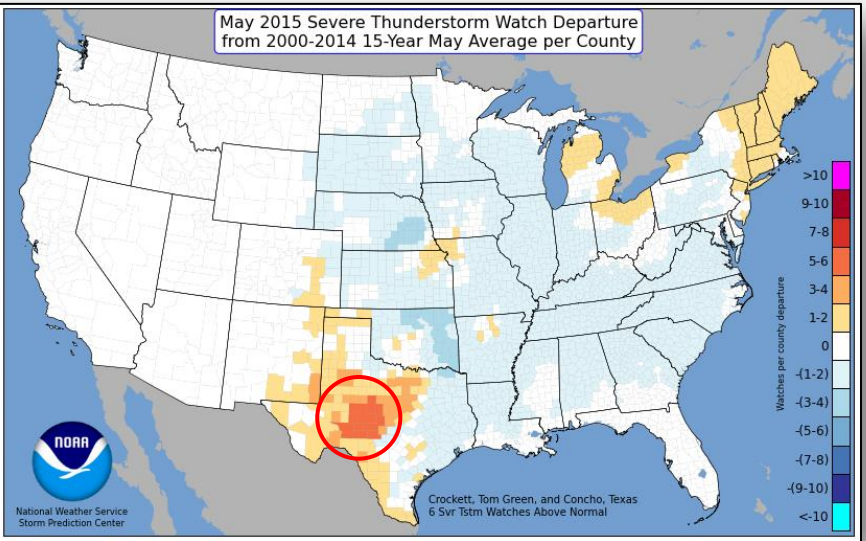 May 2015 Severe Thunderstorm Watch Departure
from 2000-2014 15-Year May Average per County
>10
9-10
7-8
5-6
3-4
1-2
0
-(1-2)
-(3-4)
-(5-6)
-(7-8)
-(9-10)
<-10
Watches per county departure
NOAA
National Weather Service
Storm Prediction Center
Crockett, Tom Green, and Concho, Texas
6 Svr Tstm Watches Above Normal